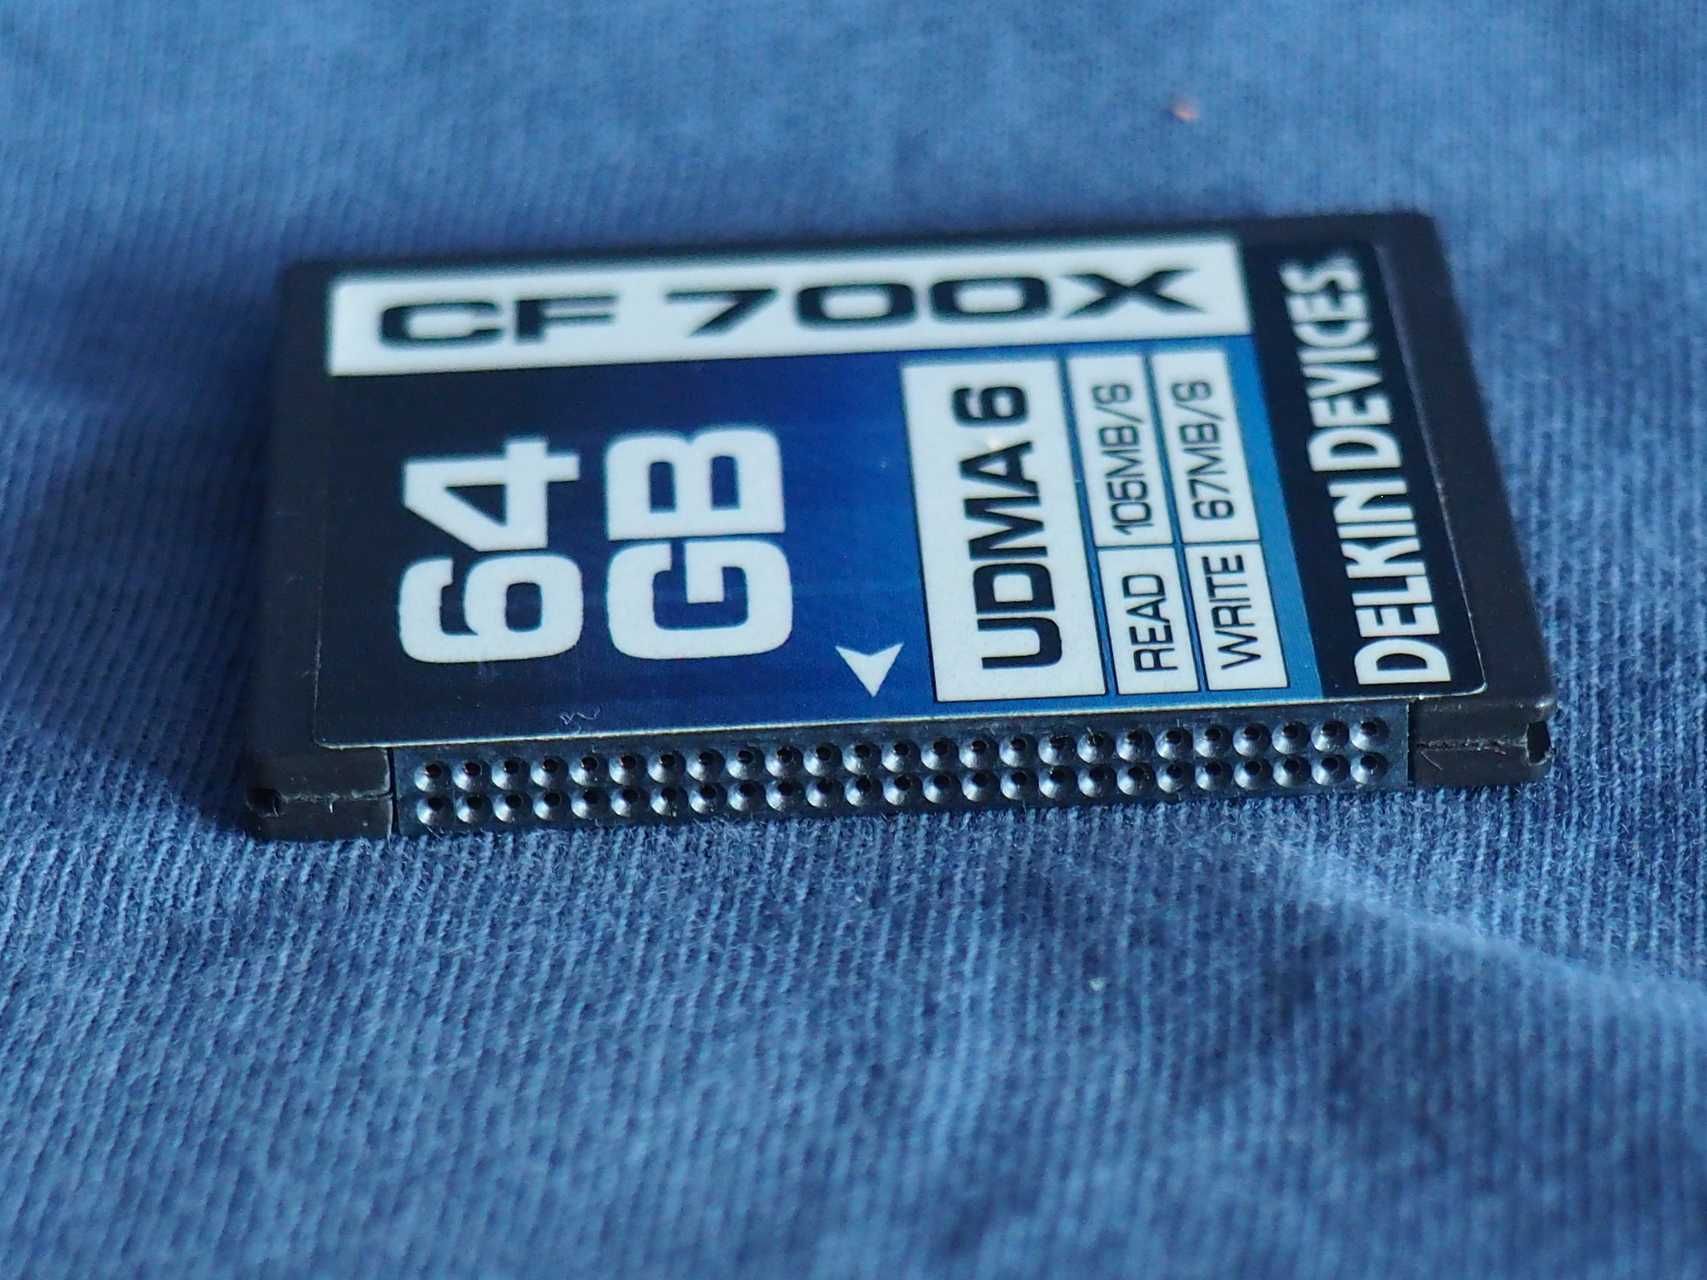 CF 700X
64
GB
UDMA 6
READ 105MB/S
WRITE 67MB/S
DELKIN DEVICES